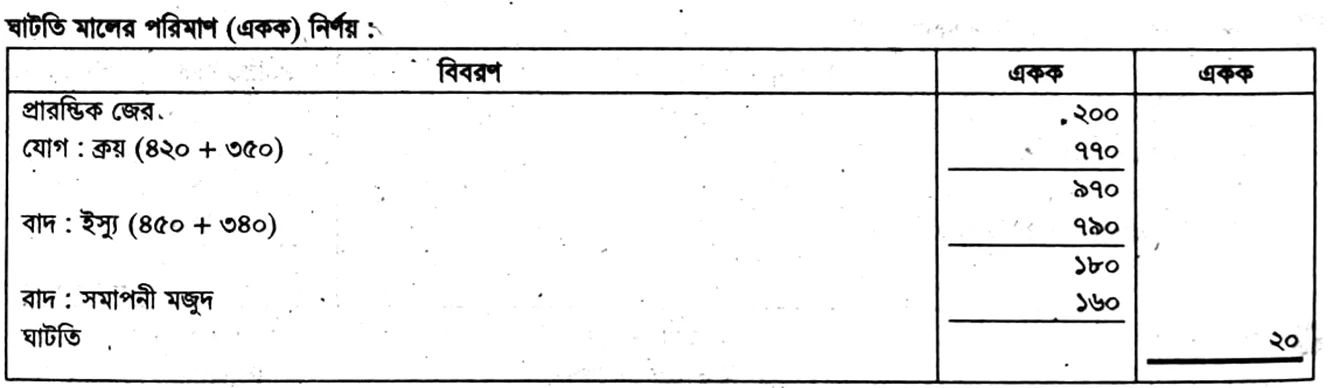 ঘাটতি মালের পরিমাণ (একক) নির্ণয় :
বিবরণ একক একক
প্রারম্ভিক জের. ২০০
যোগ : ক্রয় (৪২০ + ৩৫০) ৭৭০
৯৭০
বাদ : ইস্যু (৪৫০ + ৩৪০) ৭৯০
১৮০
বাদ : সমাপনী মজুদ ১৬০
ঘাটতি ২০